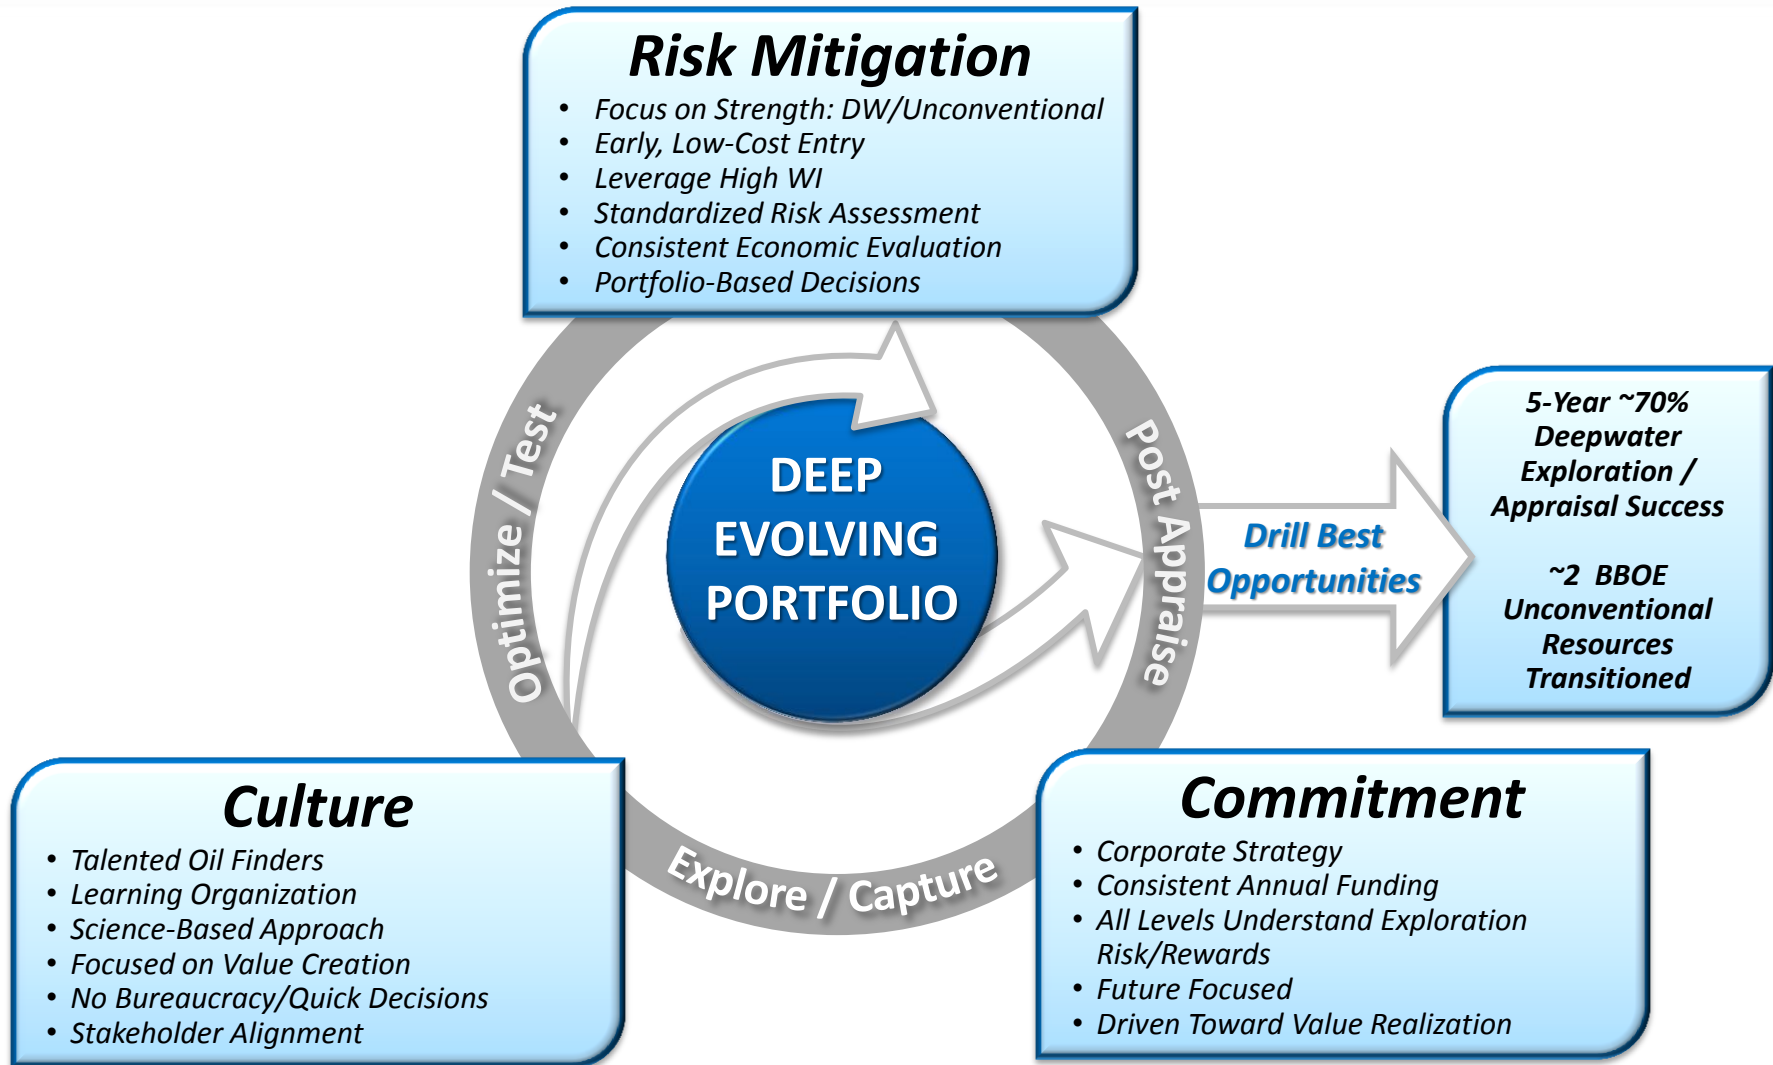 Risk Mitigation
• Focus on Strength: DW/Unconventional
• Early, Low-Cost Entry
• Leverage High WI
• Standardized Risk Assessment
• Consistent Economic Evaluation
• Portfolio-Based Decisions
Optimize / Test
DEEP
EVOLVING
PORTFOLIO
Post Appraise
Drill Best
Opportunities
5-Year ~70%
Deepwater
Exploration /
Appraisal Success
~2 BBOE
Unconventional
Resources
Transitioned
Explore / Capture
Culture
• Talented Oil Finders
• Learning Organization
• Science-Based Approach
• Focused on Value Creation
• No Bureaucracy/Quick Decisions
• Stakeholder Alignment
Commitment
• Corporate Strategy
• Consistent Annual Funding
• All Levels Understand Exploration
Risk/Rewards
• Future Focused
• Driven Toward Value Realization